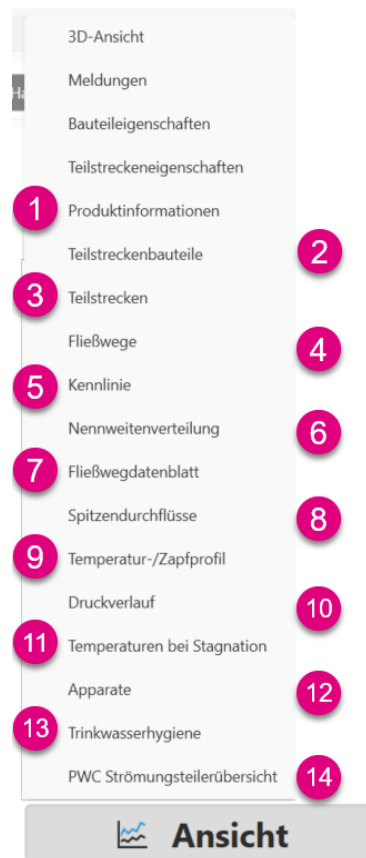 3D-Ansicht
Meldungen
Ha
Bauteileigenschaften
Teilstreckeneigenschaften
1 Produktinformationen
Teilstreckenbauteile 2
3 Teilstrecken
Fließwege 4
5 Kennlinie
Nennweitenverteilung 6
7 Fließwegdatenblatt
Spitzendurchflüsse 8
9 Temperatur-/Zapfprofil
Druckverlauf 10
11 Temperaturen bei Stagnation
Apparate 12
13 Trinkwasserhygiene
PWC Strömungsteilerübersicht 14
Ansicht